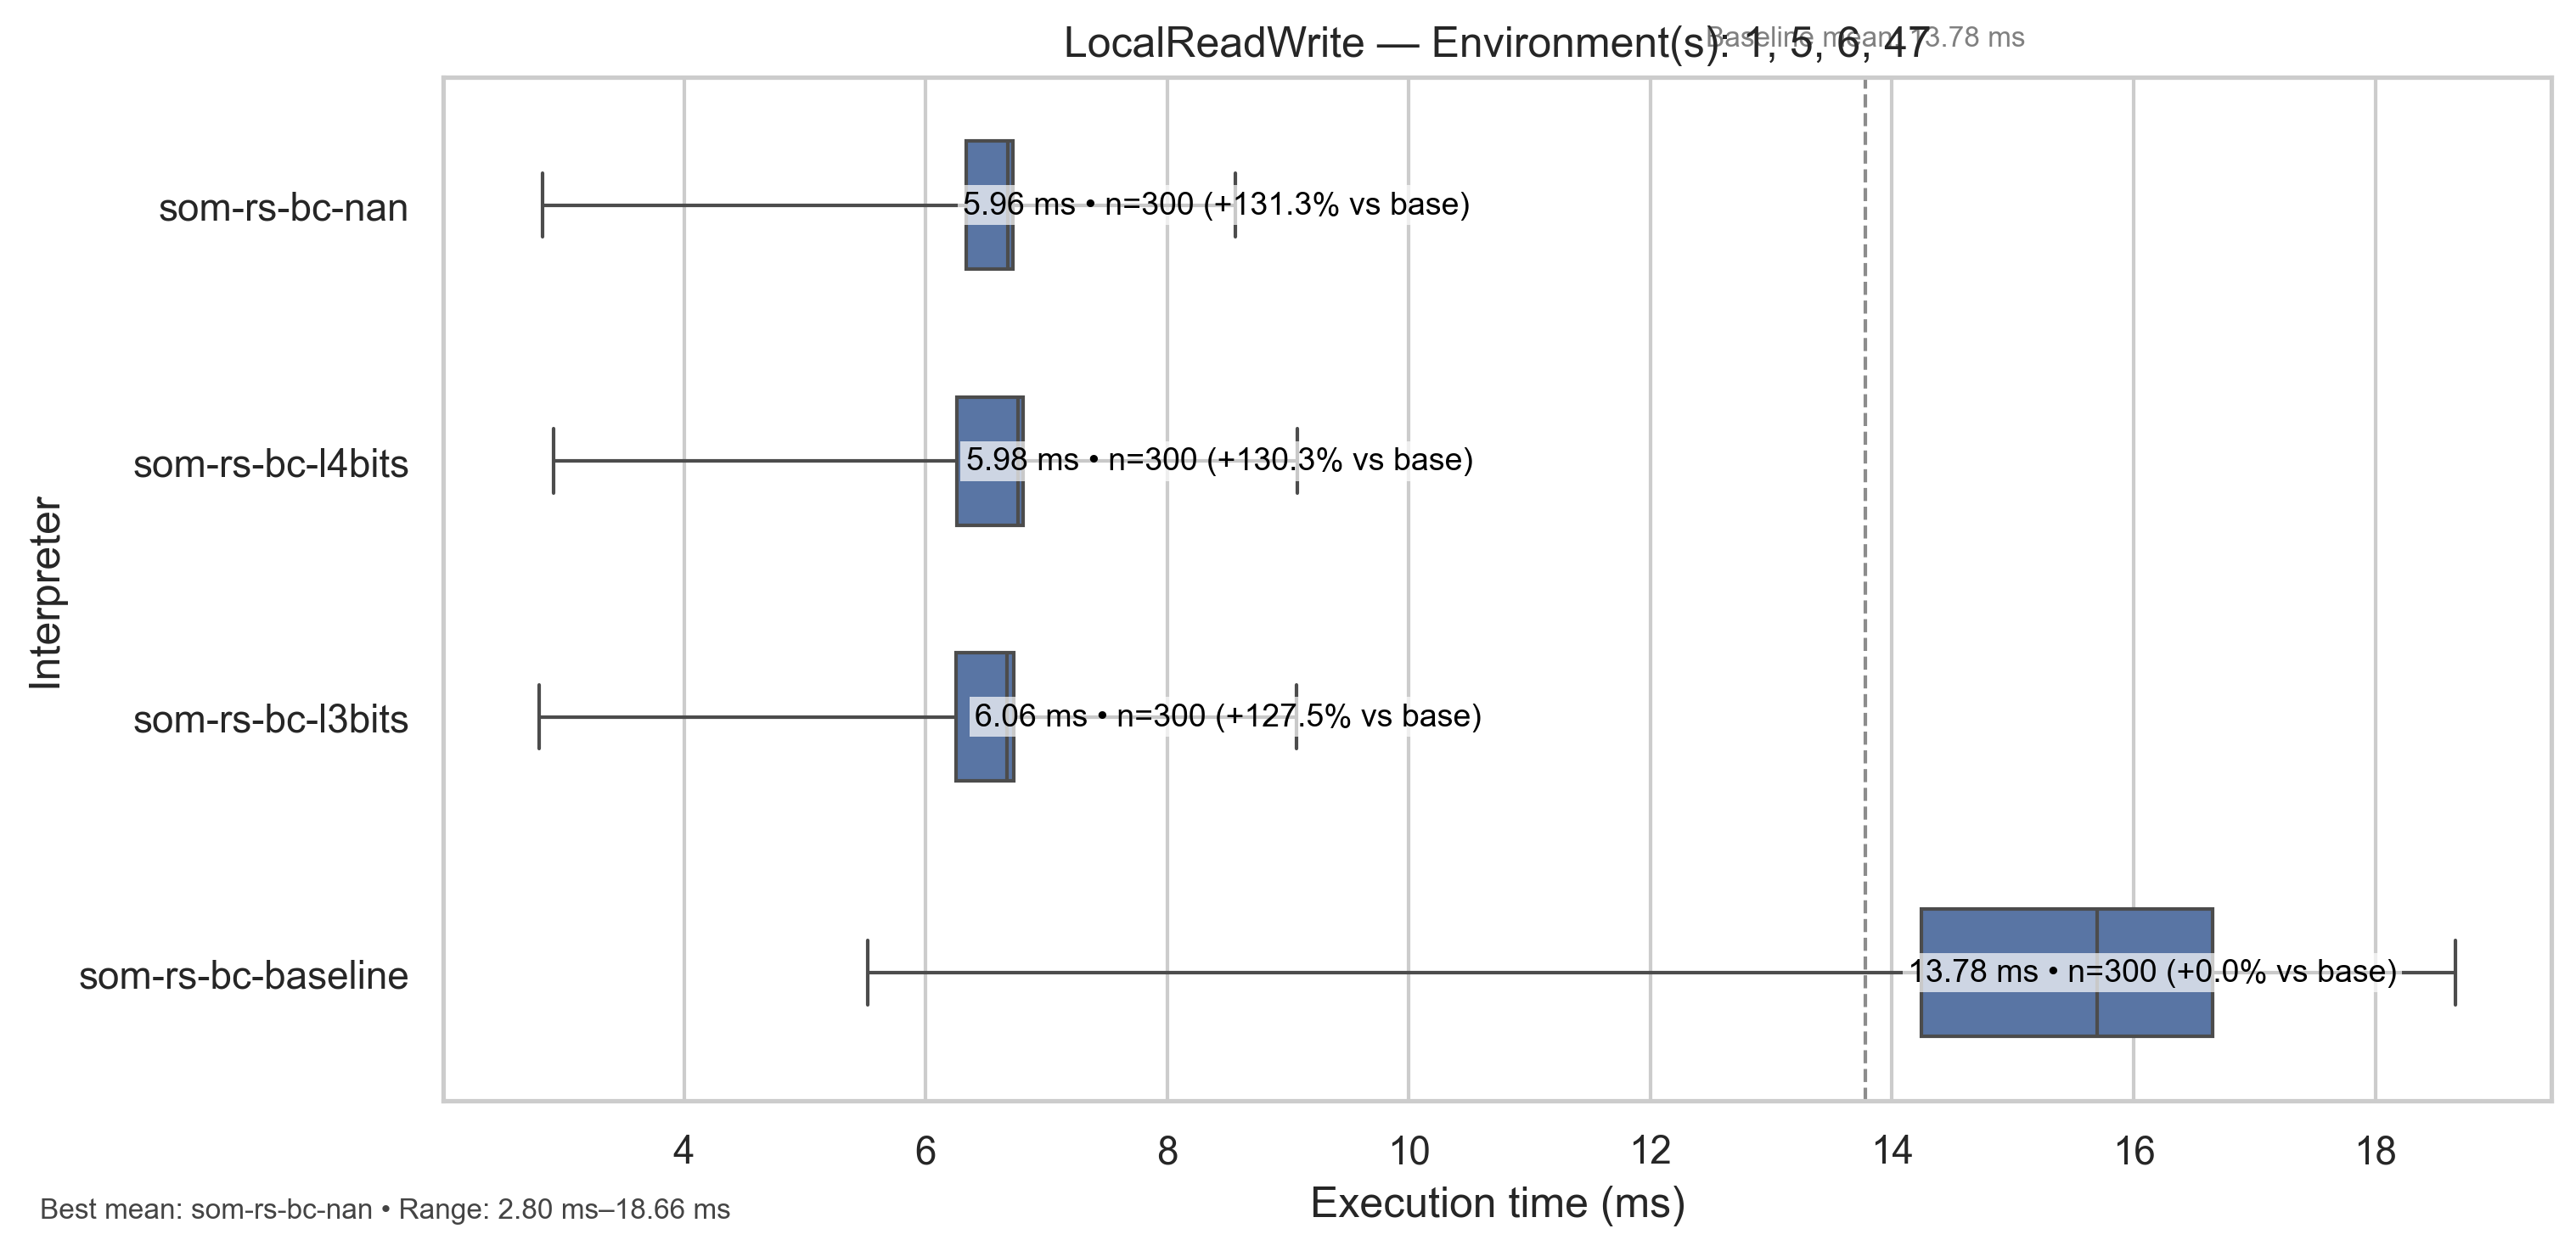 LocalReadWrite — Environment(s): 1, 5, 6, 47
Baseline mean: 13.78 ms
som-rs-bc-nan
5.96 ms • n=300 (+131.3% vs base)
som-rs-bc-l4bits
5.98 ms • n=300 (+130.3% vs base)
Interpreter
som-rs-bc-l3bits
6.06 ms • n=300 (+127.5% vs base)
som-rs-bc-baseline
13.78 ms • n=300 (+0.0% vs base)
4 6 8 10 12 14 16 18
Execution time (ms)
Best mean: som-rs-bc-nan • Range: 2.80 ms–18.66 ms